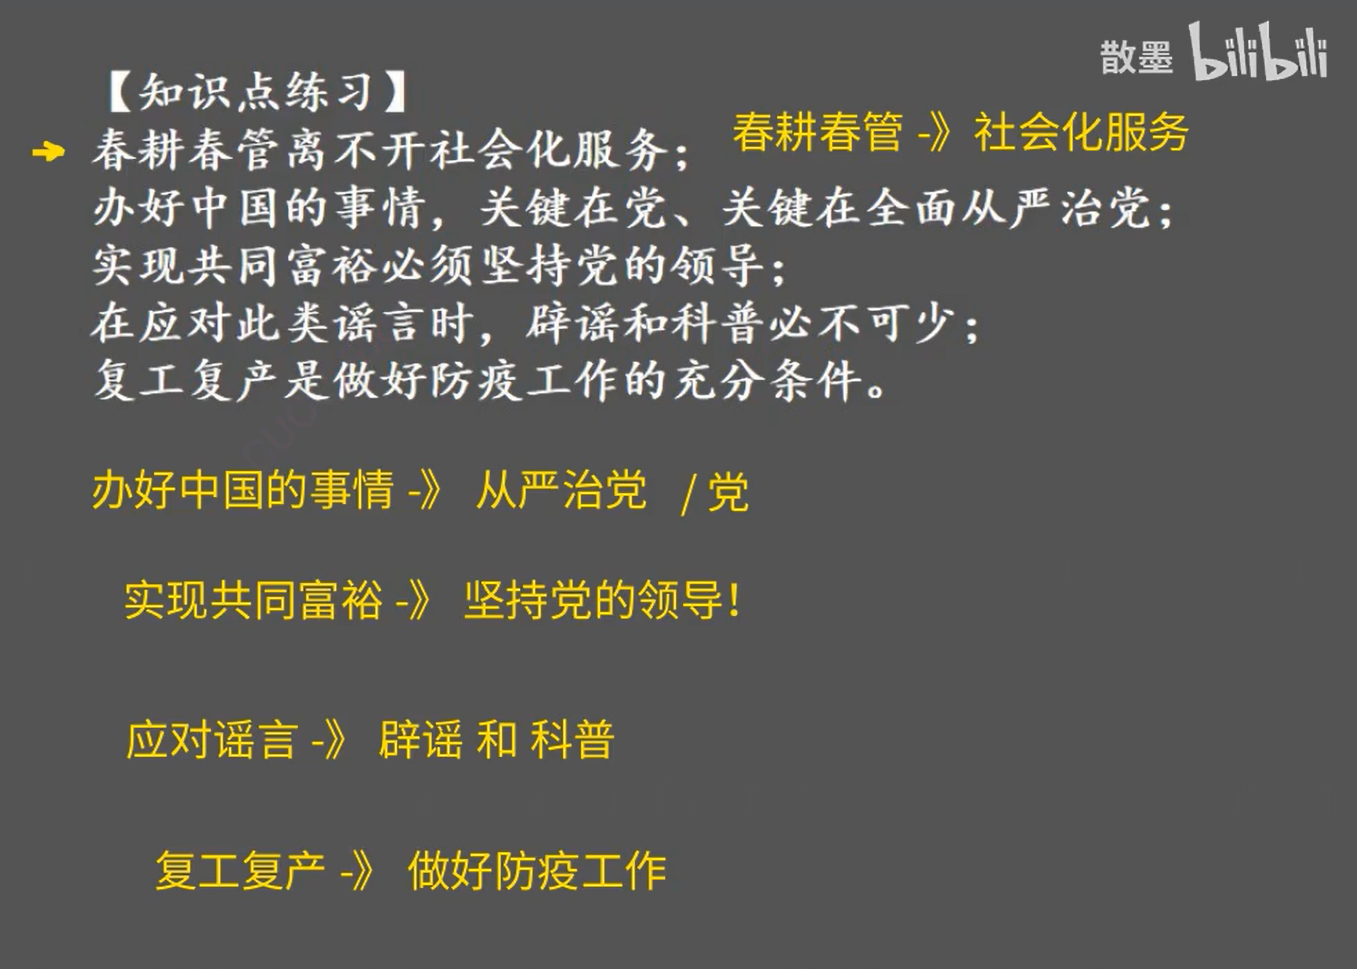 散墨 bilibili
【知识点练习】
春耕春管离不开社会化服务；
春耕春管 -》社会化服务
办好中国的事情，关键在党、关键在全面从严治党；
实现共同富裕必须坚持党的领导；
在应对此类谣言时，辟谣和科普必不可少；
复工复产是做好防疫工作的充分条件。
办好中国的事情 -》 从严治党 / 党
实现共同富裕 -》 坚持党的领导！
应对谣言 -》 辟谣 和 科普
复工复产 -》 做好防疫工作